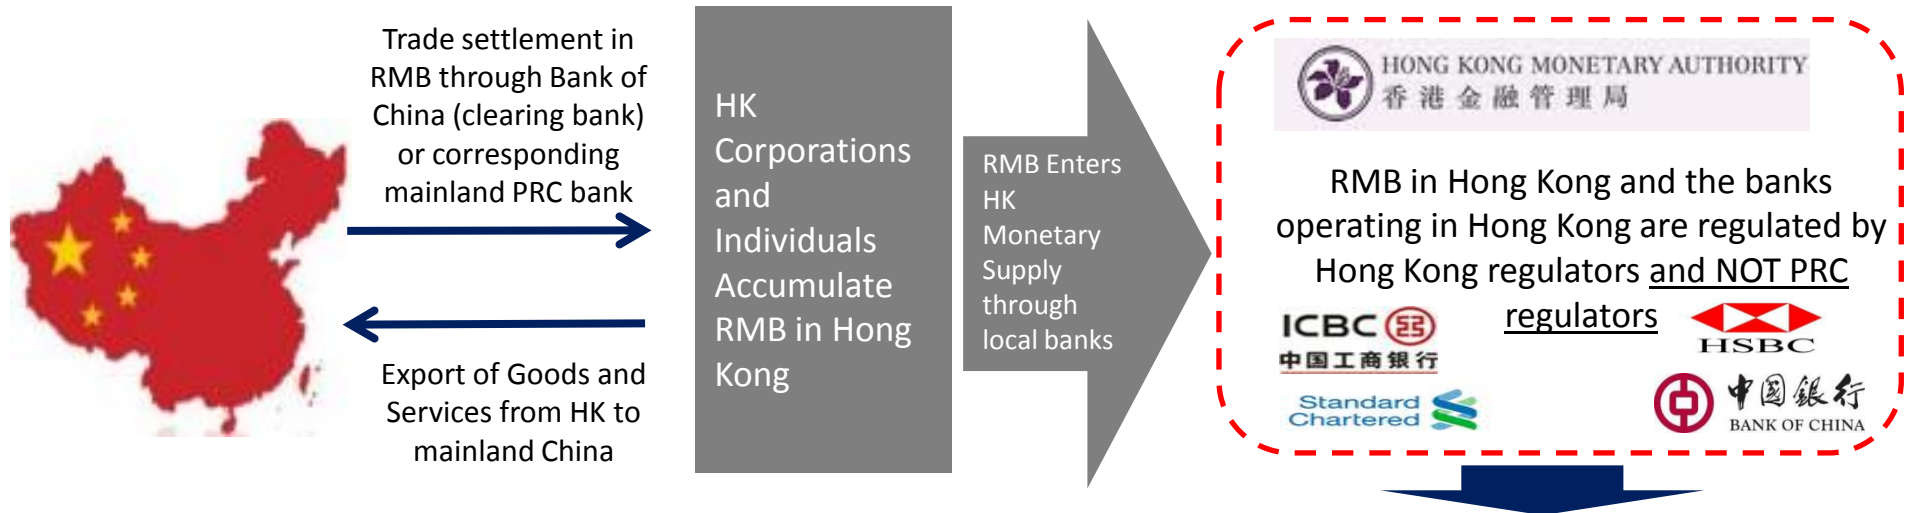 Trade settlement in
RMB through Bank of
China (clearing bank)
or corresponding
mainland PRC bank
Export of Goods and
Services from HK to
mainland China
HK
Corporations
and
Individuals
Accumulate
RMB in Hong
Kong
RMB Enters
HK
Monetary
Supply
through
local banks
HONG KONG MONETARY AUTHORITY
香港金融管理局
RMB in Hong Kong and the banks
operating in Hong Kong are regulated by
Hong Kong regulators and NOT PRC
regulators
ICBC
中国工商银行
HSBC
Standard
Chartered
中國銀行
BANK OF CHINA